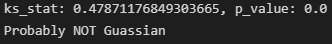 ks_stat: 0.47871176849303665, p_value: 0.0
Probably NOT Guassian